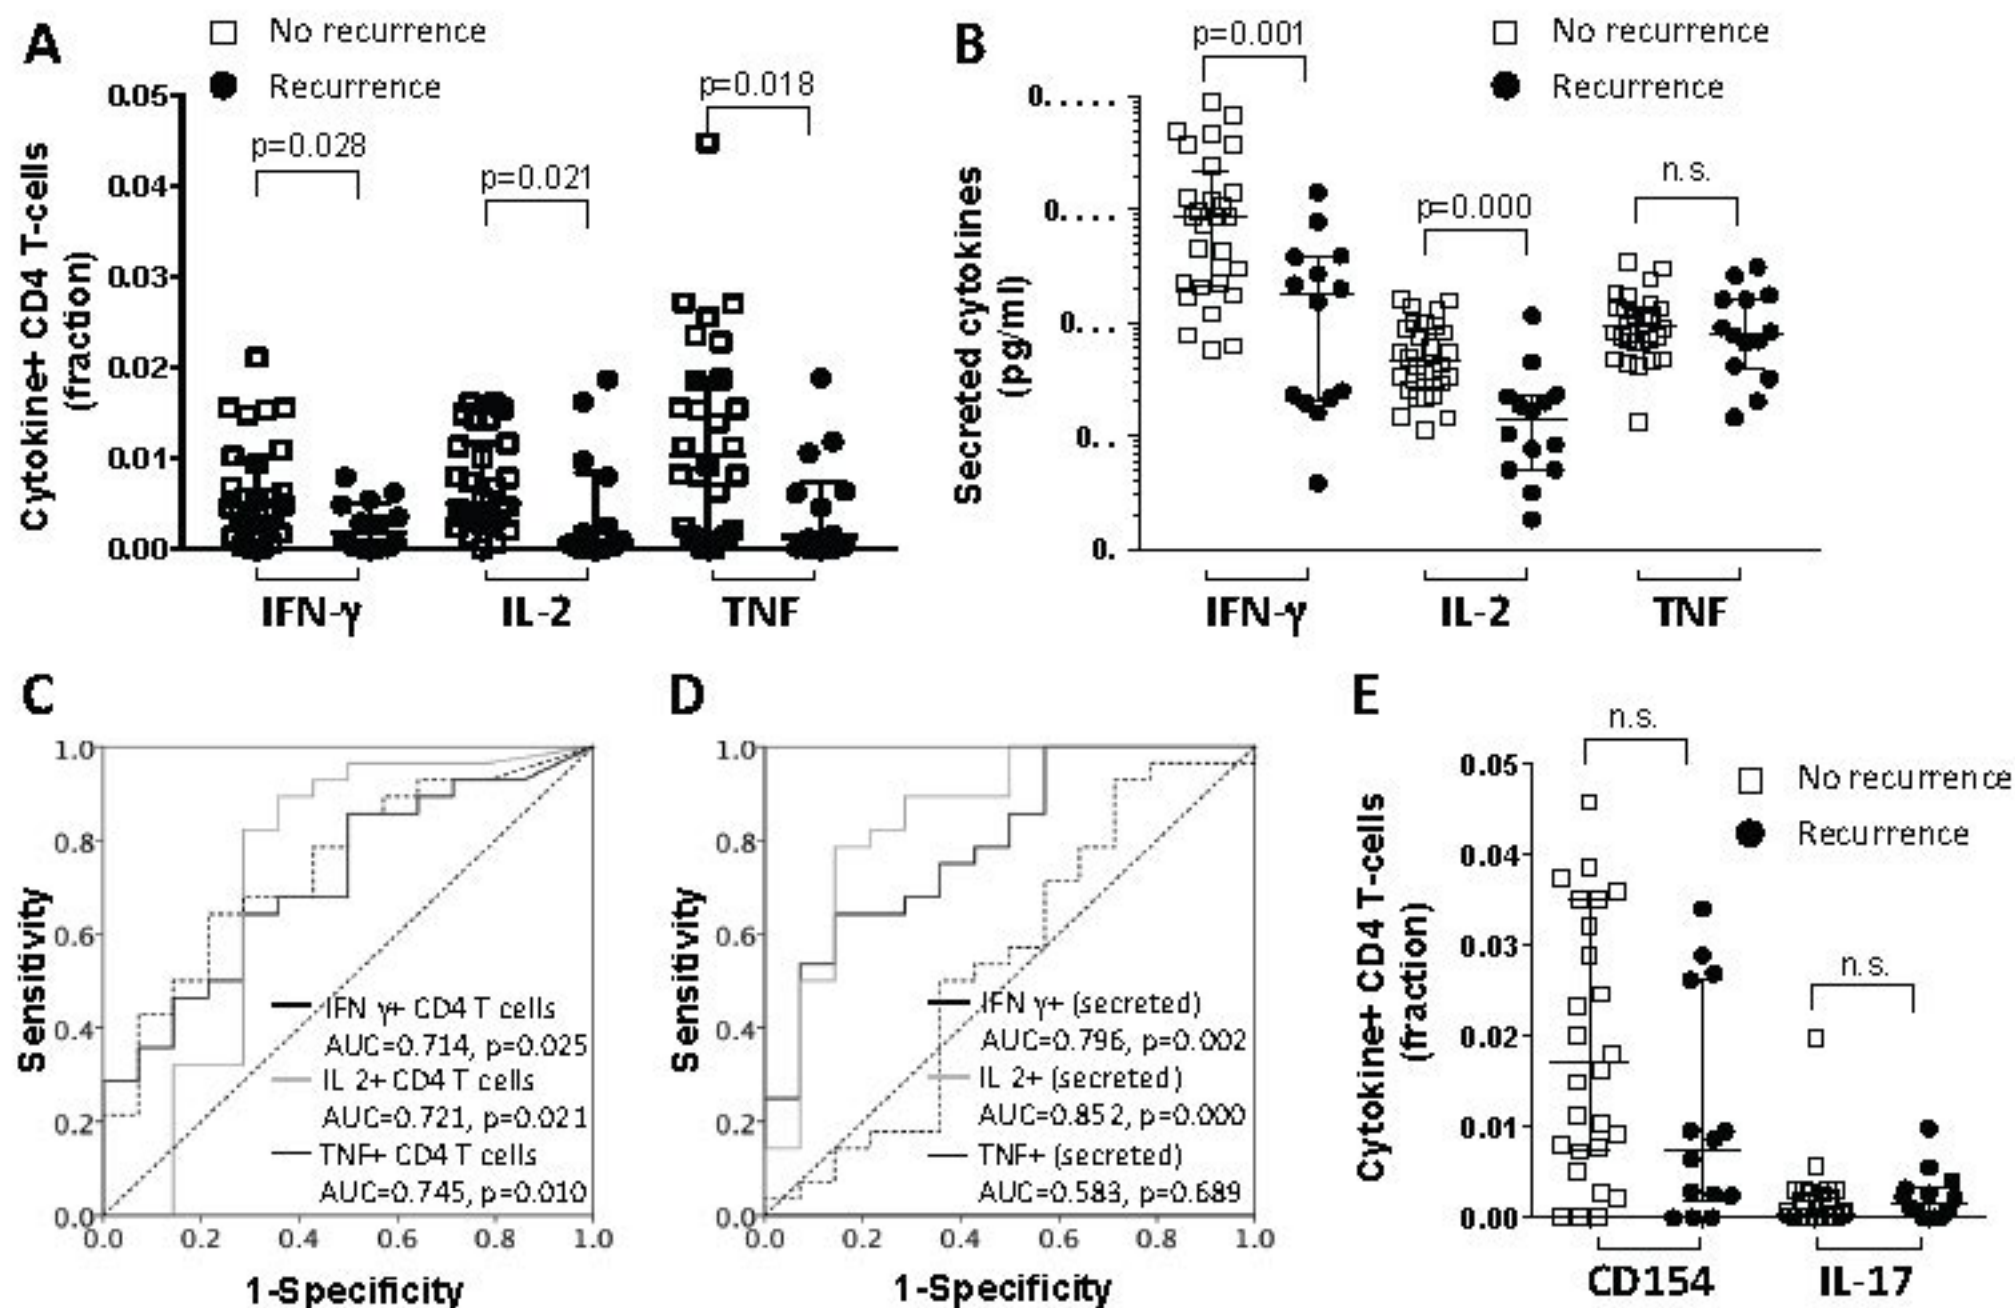 A
No recurrence
Recurrence
p=0.028
p=0.021
p=0.018
Cytokine+ CD4 T-cells
(fraction)
0.05
0.04
0.03
0.02
0.01
0.00
IFN-γ
IL-2
TNF
B
No recurrence
Recurrence
p=0.001
p=0.000
n.s.
Secreted cytokines
(pg/ml)
0.....
0....
0...
0..
0.
IFN-γ
IL-2
TNF
C
Sensitivity
1.0
0.8
0.6
0.4
0.2
0.0
0.0 0.2 0.4 0.6 0.8 1.0
1-Specificity
IFN γ+ CD4 T cells
AUC=0.714, p=0.025
IL 2+ CD4 T cells
AUC=0.721, p=0.021
TNF+ CD4 T cells
AUC=0.745, p=0.010
D
Sensitivity
1.0
0.8
0.6
0.4
0.2
0.0
0.0 0.2 0.4 0.6 0.8 1.0
1-Specificity
IFN γ+ (secreted)
AUC=0.796, p=0.002
IL 2+ (secreted)
AUC=0.852, p=0.000
TNF+ (secreted)
AUC=0.583, p=0.689
E
n.s.
No recurrence
Recurrence
n.s.
Cytokine+ CD4 T-cells
(fraction)
0.05
0.04
0.03
0.02
0.01
0.00
CD154
IL-17